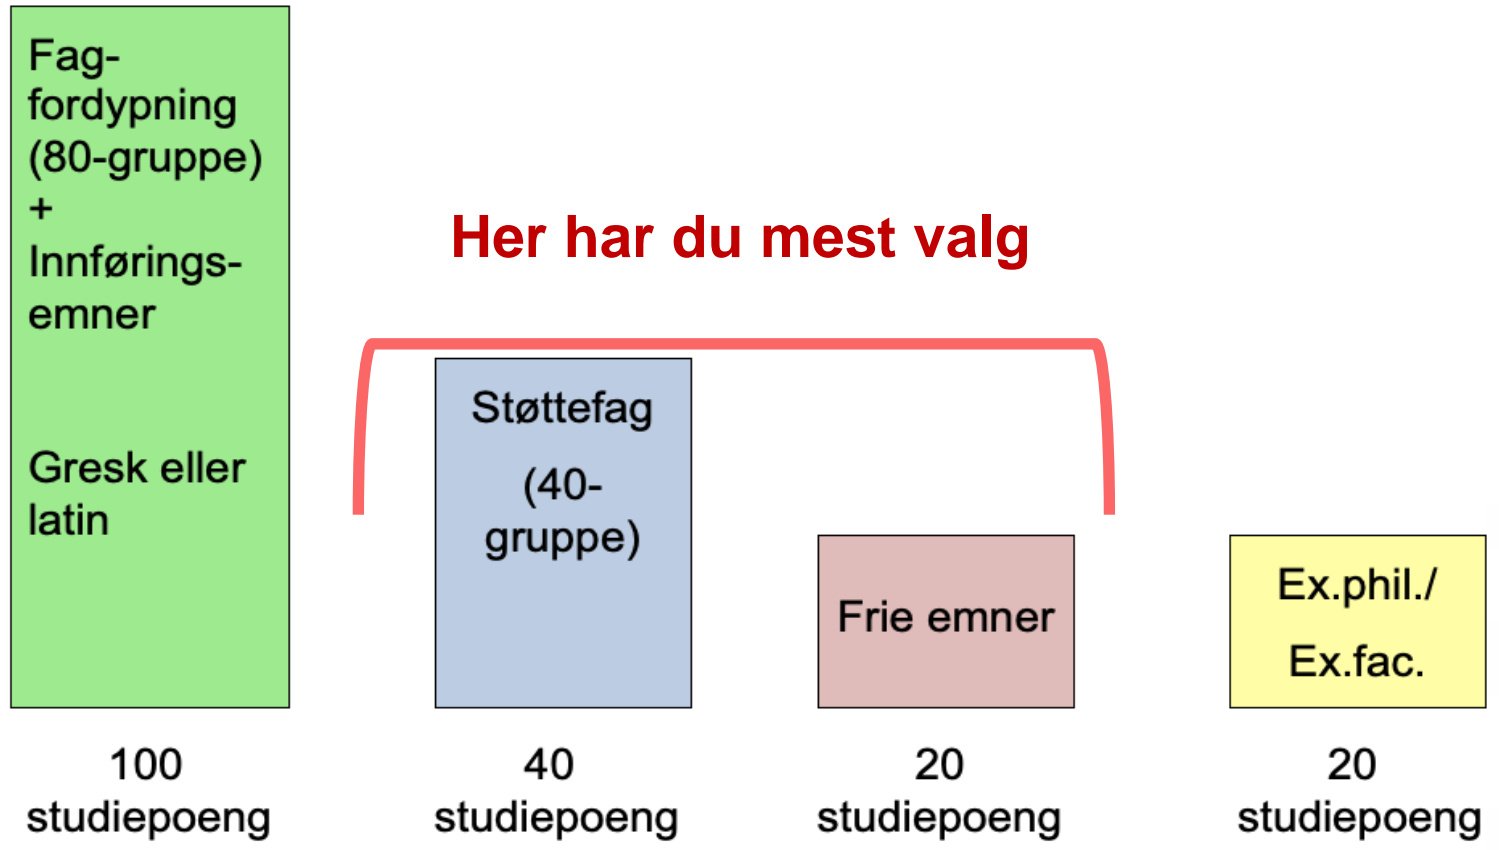 Fag-
fordypning
(80-gruppe)
+
Innførings-
emner
Gresk eller
latin
Her har du mest valg
Støttefag
(40-
gruppe)
Frie emner
Ex.phil./
Ex.fac.
100
studiepoeng
40
studiepoeng
20
studiepoeng
20
studiepoeng